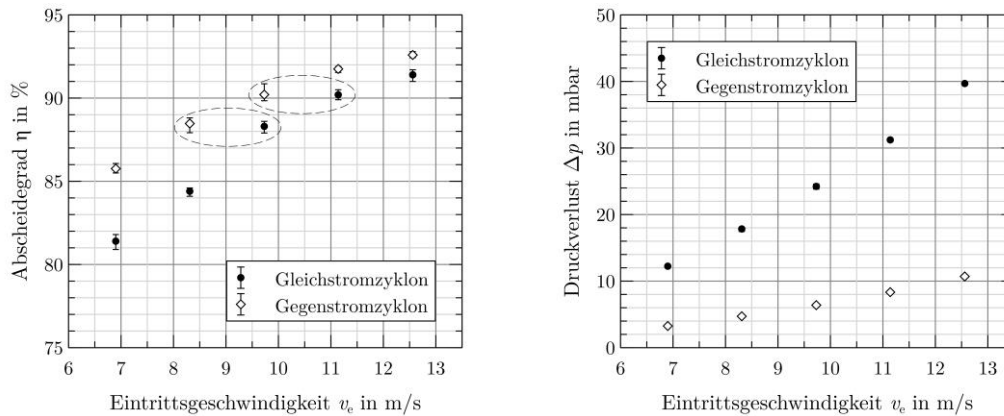 95
90
85
80
75
6 7 8 9 10 11 12 13
Abscheidegrad η in %
Eintrittsgeschwindigkeit vₑ in m/s
Gleichstromzyklon
Gegenstromzyklon
50
40
30
20
10
0
6 7 8 9 10 11 12 13
Druckverlust Δp in mbar
Eintrittsgeschwindigkeit vₑ in m/s
Gleichstromzyklon
Gegenstromzyklon